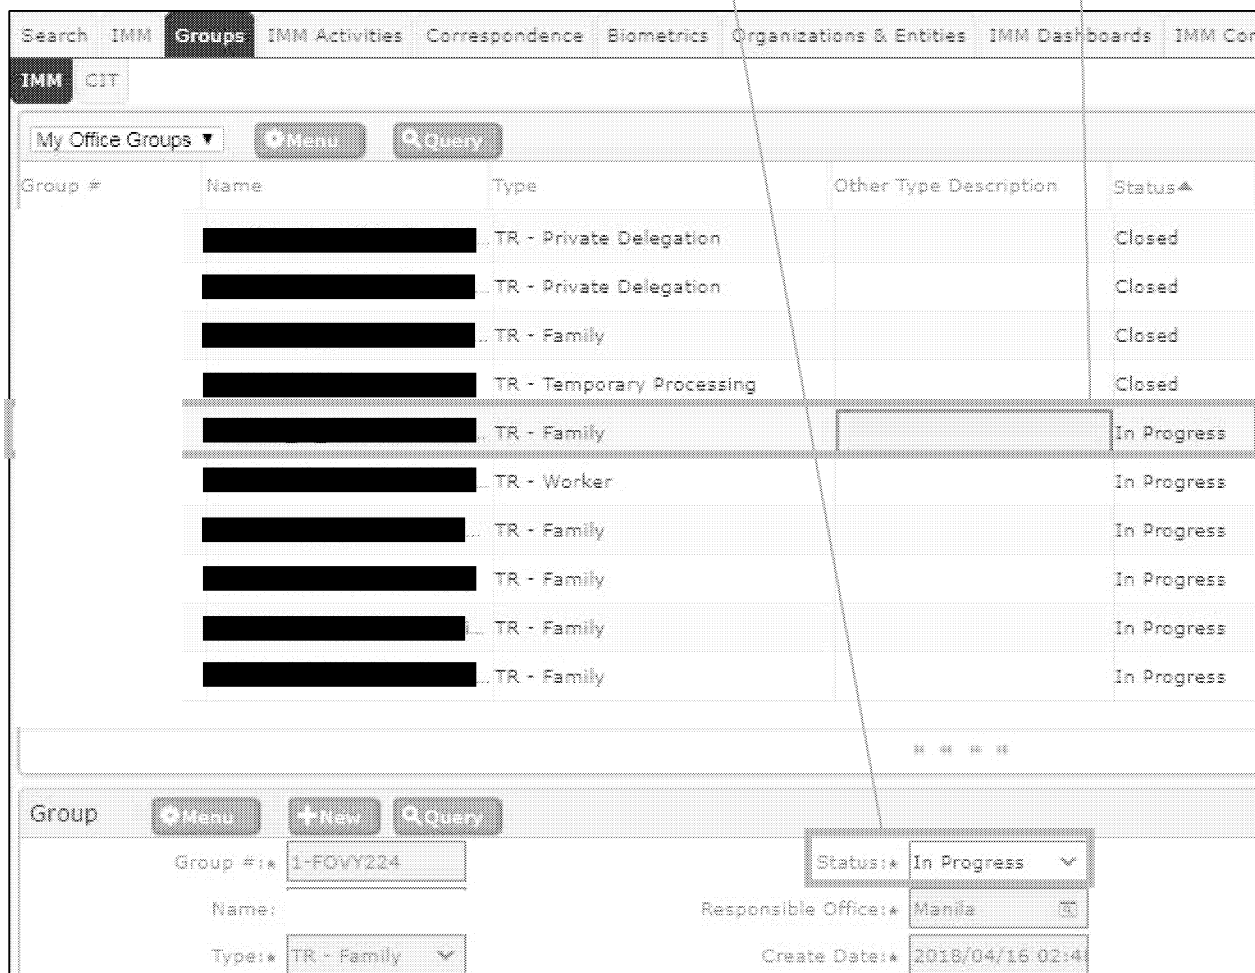 Search IMM Groups IMM Activities Correspondence Biometrics Organizations & Entities IMM Dashboards IMM Cor
IMM CIT
My Office Groups ▼ Menu Query
Group # Name Type Other Type Description Status▲
... TR - Private Delegation Closed
... TR - Private Delegation Closed
... TR - Family Closed
TR - Temporary Processing Closed
... TR - Family In Progress
... TR - Worker In Progress
... TR - Family In Progress
TR - Family In Progress
... TR - Family In Progress
... TR - Family In Progress
Group Menu +New Query
Group #:* 1-FOVY224 Status:* In Progress
Name: Responsible Office:* Manila
Type:* TR - Family Create Date:* 2018/04/16 02:4